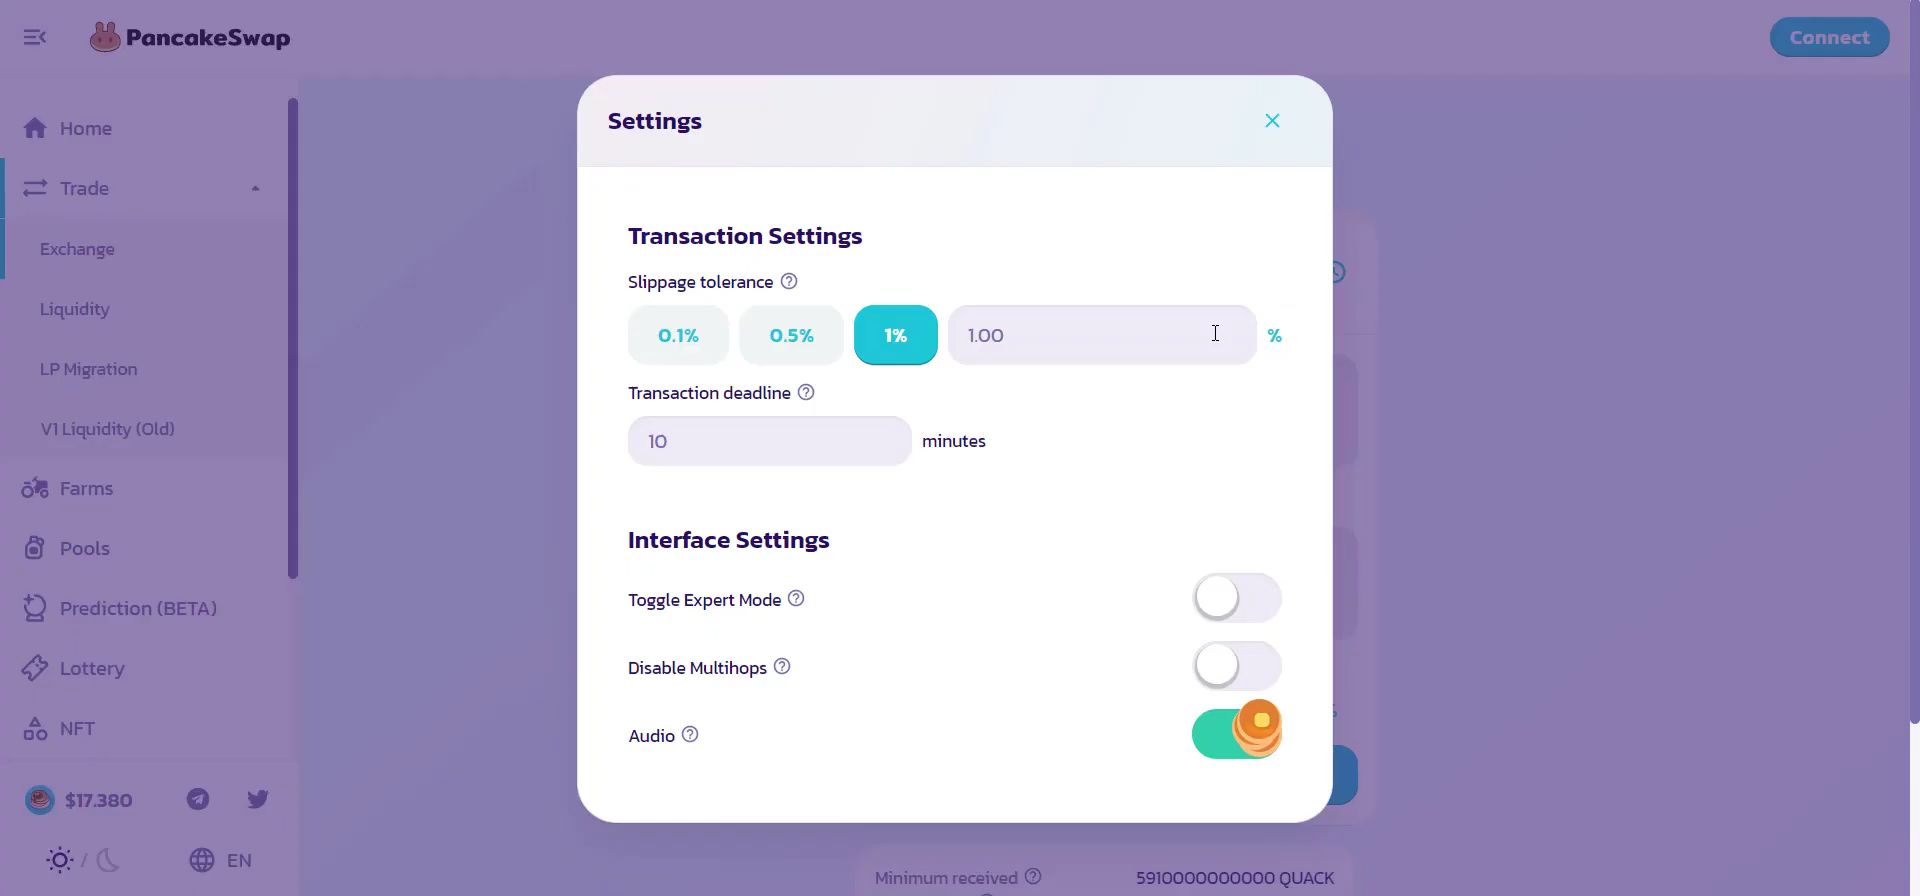 PancakeSwap
Connect
Home
Trade
Exchange
Liquidity
LP Migration
V1 Liquidity (Old)
Farms
Pools
Prediction (BETA)
Lottery
NFT
$17.380
/
EN
Settings
Transaction Settings
Slippage tolerance
0.1% 0.5% 1% 1.00 %
Transaction deadline
10 minutes
Interface Settings
Toggle Expert Mode
Disable Multihops
Audio
%
Minimum received 5910000000000 QUACK